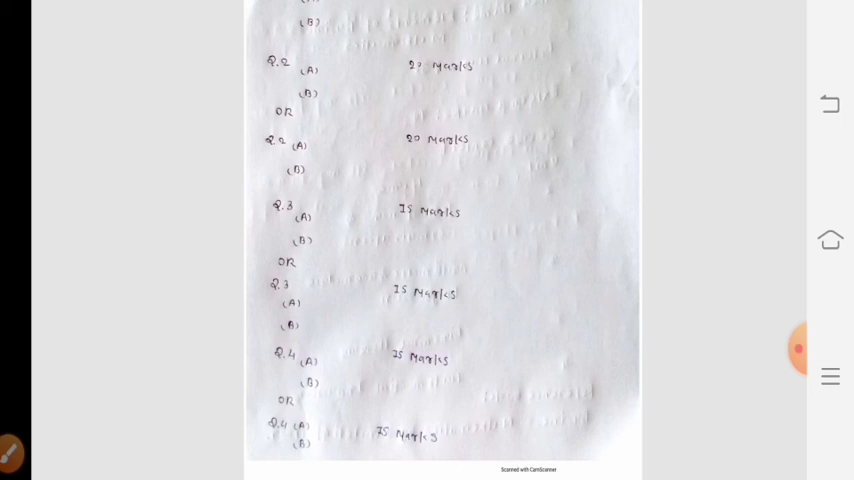 (B)
Q.2 (A) 20 Marks
(B)
OR
Q.2 (A) 20 Marks
(B)
Q.3 (A) 15 Marks
(B)
OR
Q.3 15 Marks
(A)
(B)
Q.4 (A) 15 Marks
(B)
OR
Q.4 (A) 15 Marks
(B)
Scanned with CamScanner